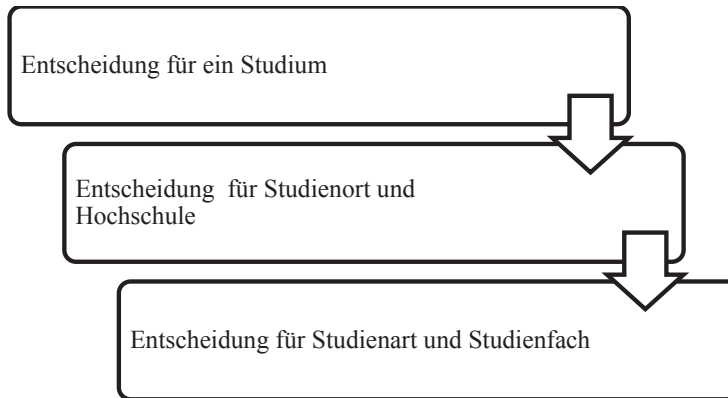 Entscheidung für ein Studium
Entscheidung für Studienort und
Hochschule
Entscheidung für Studienart und Studienfach